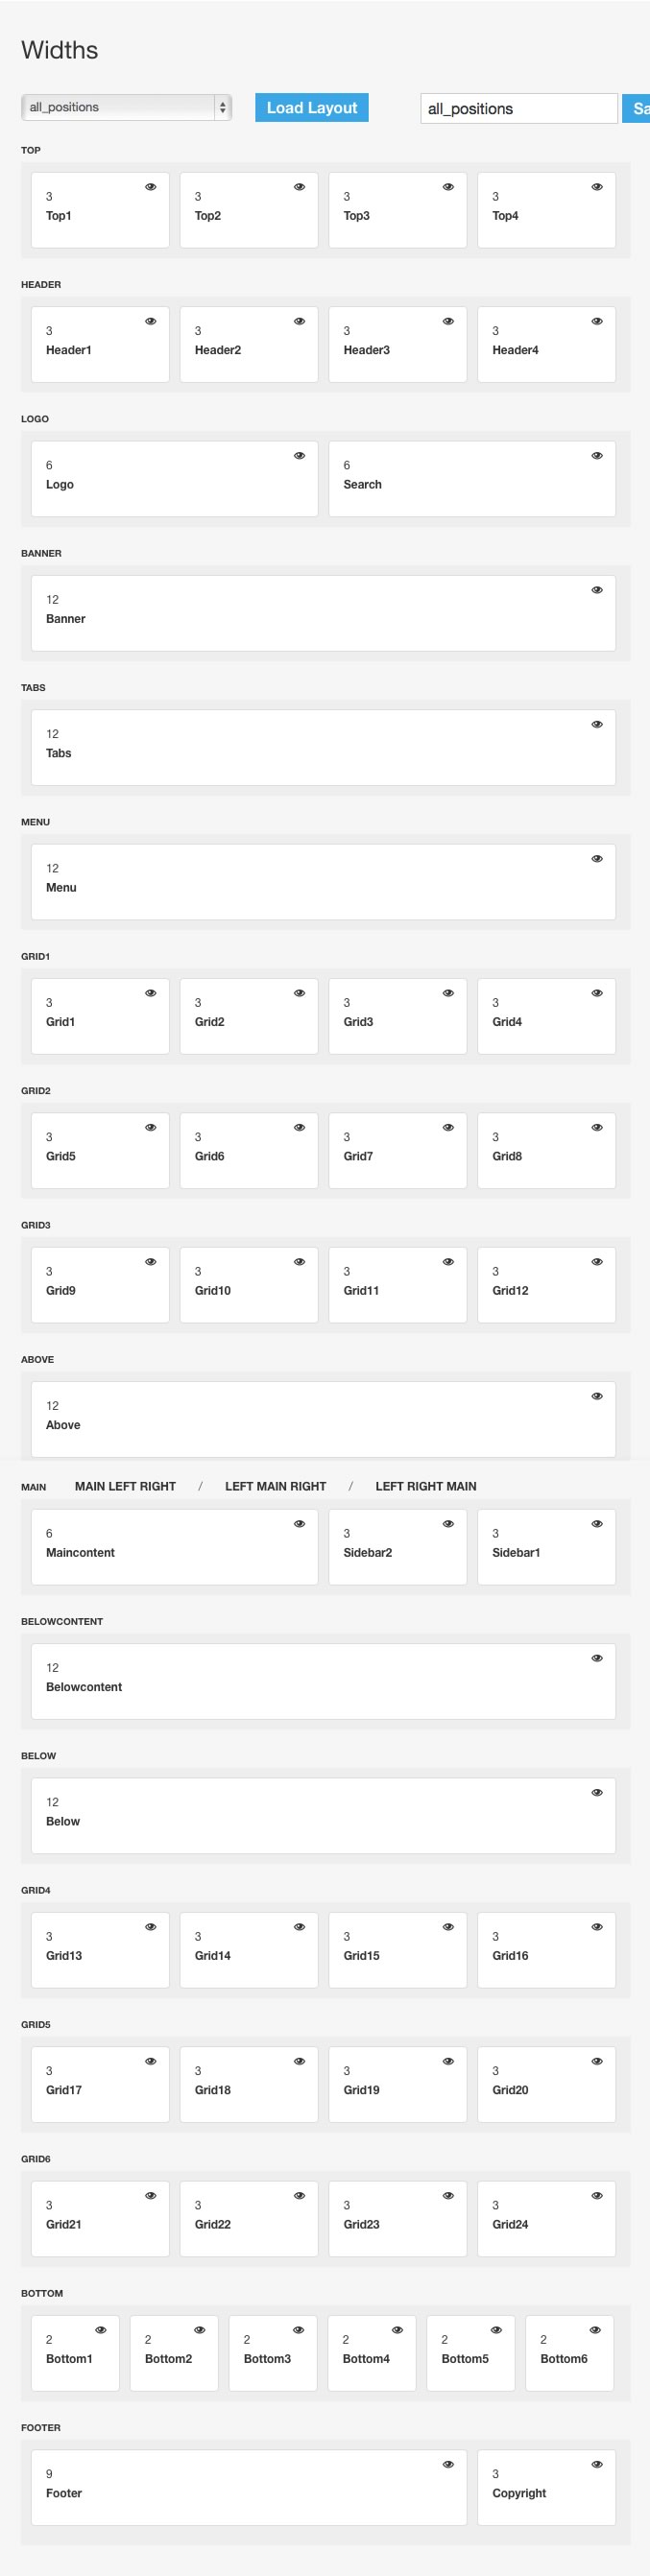 Widths
all_positions Load Layout all_positions Sa
TOP
3 3 3 3
Top1 Top2 Top3 Top4
HEADER
3 3 3 3
Header1 Header2 Header3 Header4
LOGO
6 6
Logo Search
BANNER
12
Banner
TABS
12
Tabs
MENU
12
Menu
GRID1
3 3 3 3
Grid1 Grid2 Grid3 Grid4
GRID2
3 3 3 3
Grid5 Grid6 Grid7 Grid8
GRID3
3 3 3 3
Grid9 Grid10 Grid11 Grid12
ABOVE
12
Above
MAIN MAIN LEFT RIGHT / LEFT MAIN RIGHT / LEFT RIGHT MAIN
6 3 3
Maincontent Sidebar2 Sidebar1
BELOWCONTENT
12
Belowcontent
BELOW
12
Below
GRID4
3 3 3 3
Grid13 Grid14 Grid15 Grid16
GRID5
3 3 3 3
Grid17 Grid18 Grid19 Grid20
GRID6
3 3 3 3
Grid21 Grid22 Grid23 Grid24
BOTTOM
2 2 2 2 2 2
Bottom1 Bottom2 Bottom3 Bottom4 Bottom5 Bottom6
FOOTER
9 3
Footer Copyright